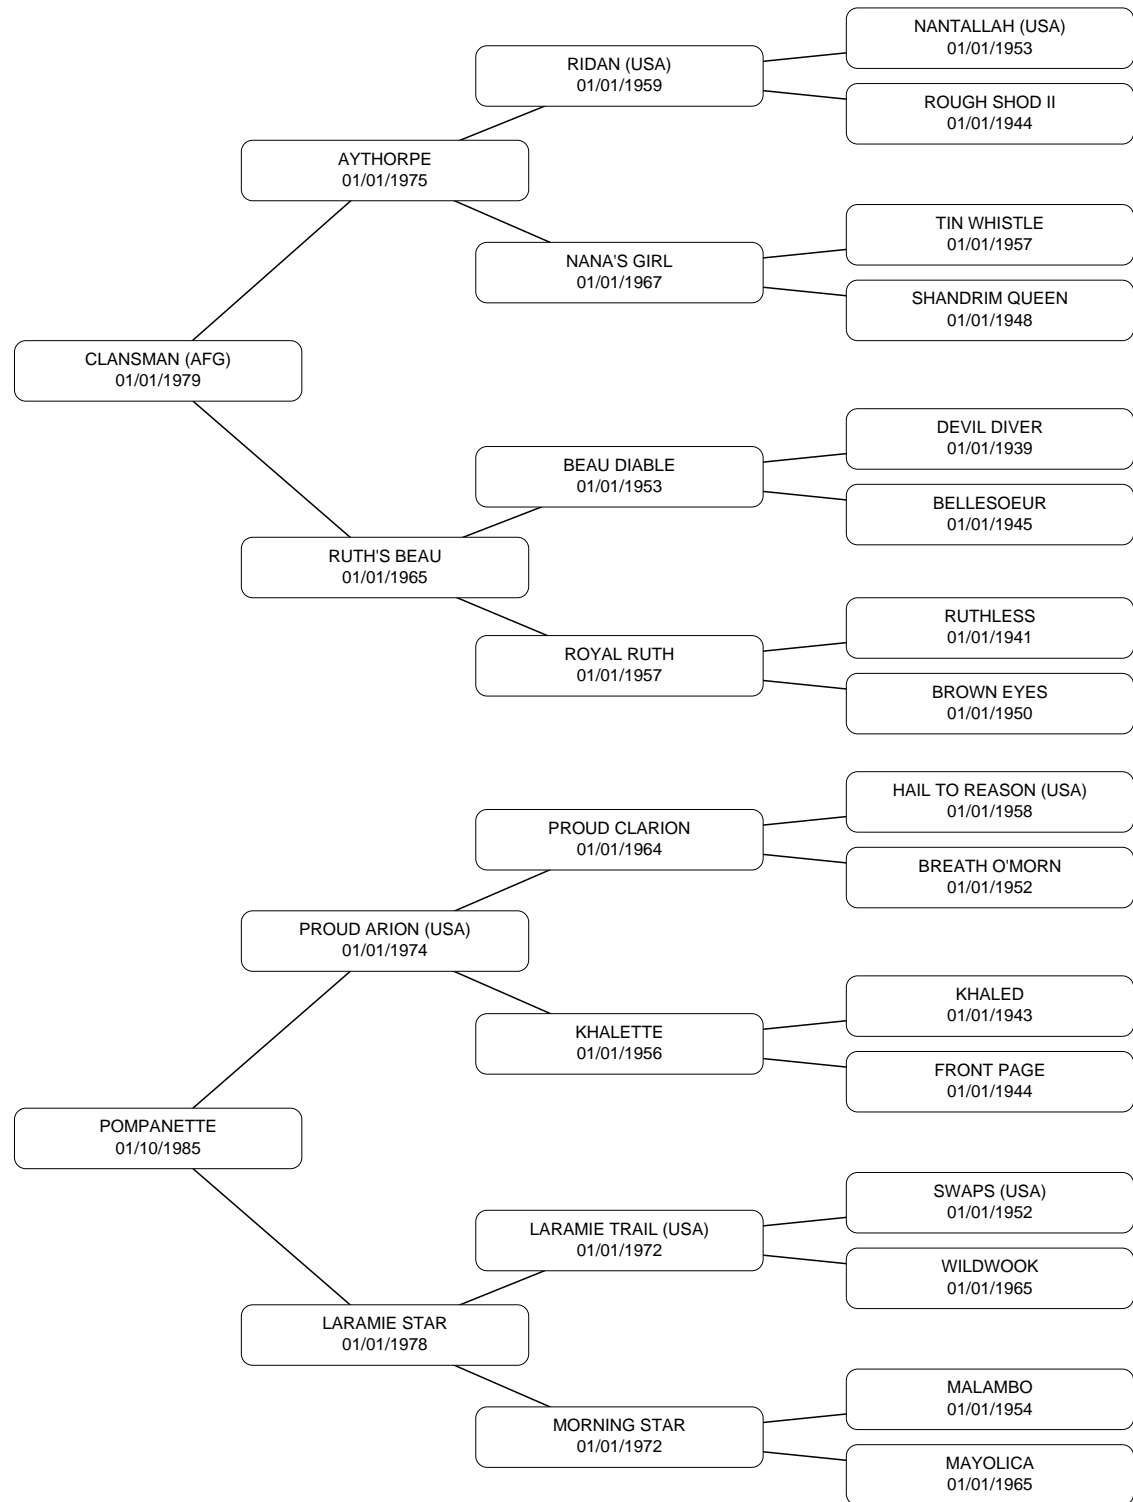 NANTALLAH (USA)
01/01/1953
RIDAN (USA)
01/01/1959
ROUGH SHOD II
01/01/1944
AYTHORPE
01/01/1975
TIN WHISTLE
01/01/1957
NANA'S GIRL
01/01/1967
SHANDRIM QUEEN
01/01/1948
CLANSMAN (AFG)
01/01/1979
DEVIL DIVER
01/01/1939
BEAU DIABLE
01/01/1953
BELLESOEUR
01/01/1945
RUTH'S BEAU
01/01/1965
RUTHLESS
01/01/1941
ROYAL RUTH
01/01/1957
BROWN EYES
01/01/1950
HAIL TO REASON (USA)
01/01/1958
PROUD CLARION
01/01/1964
BREATH O'MORN
01/01/1952
PROUD ARION (USA)
01/01/1974
KHALED
01/01/1943
KHALETTE
01/01/1956
FRONT PAGE
01/01/1944
POMPANETTE
01/10/1985
SWAPS (USA)
01/01/1952
LARAMIE TRAIL (USA)
01/01/1972
WILDWOOK
01/01/1965
LARAMIE STAR
01/01/1978
MALAMBO
01/01/1954
MORNING STAR
01/01/1972
MAYOLICA
01/01/1965